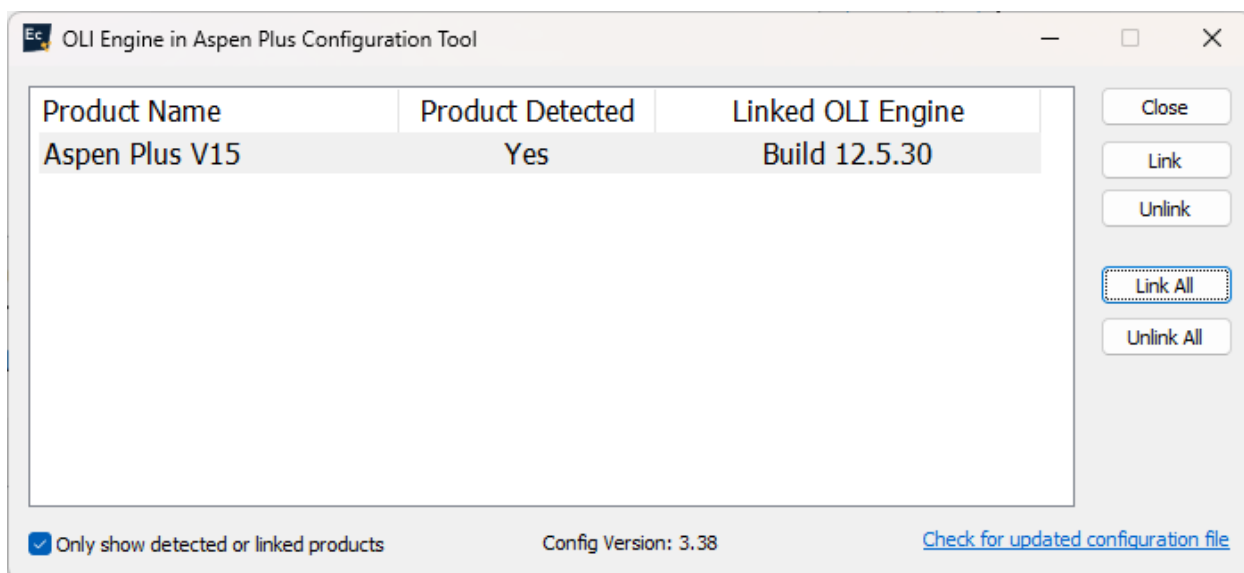 Ec
OLI Engine in Aspen Plus Configuration Tool
Product Name Product Detected Linked OLI Engine
Aspen Plus V15 Yes Build 12.5.30
Close
Link
Unlink
Link All
Unlink All
Only show detected or linked products Config Version: 3.38 Check for updated configuration file